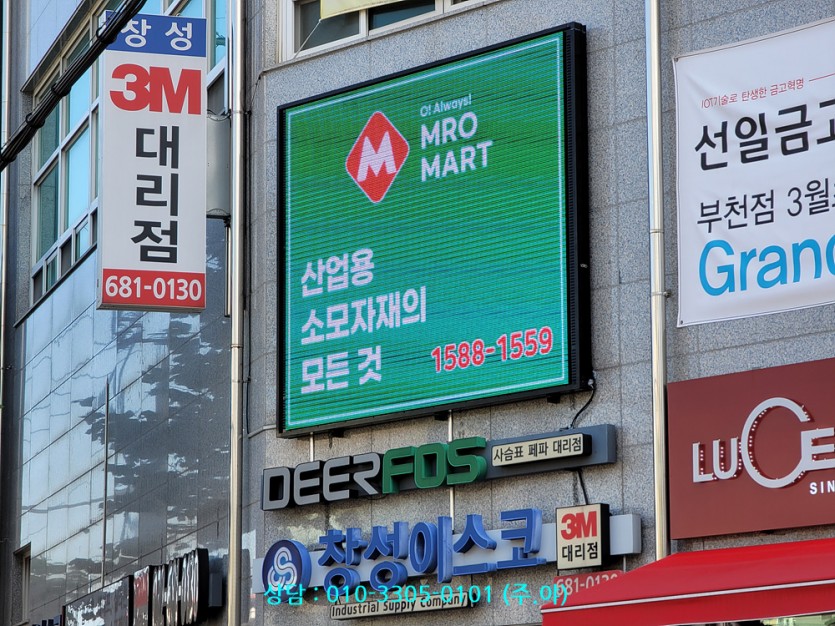 창성
3M
대리점
681-0130
O! Always!
MRO
MART
M
산업용
소모자재의
모든 것
1588-1559
IOT기술로 탄생한 금고혁명
선일금고
부천점 3월
Grand
LUCE
SIN
DEERFOS
사슴표 페파 대리점
창성에스코
3M
대리점
681-0130
Industrial Supply Company
상담 : 010-3305-0101 (주.야)